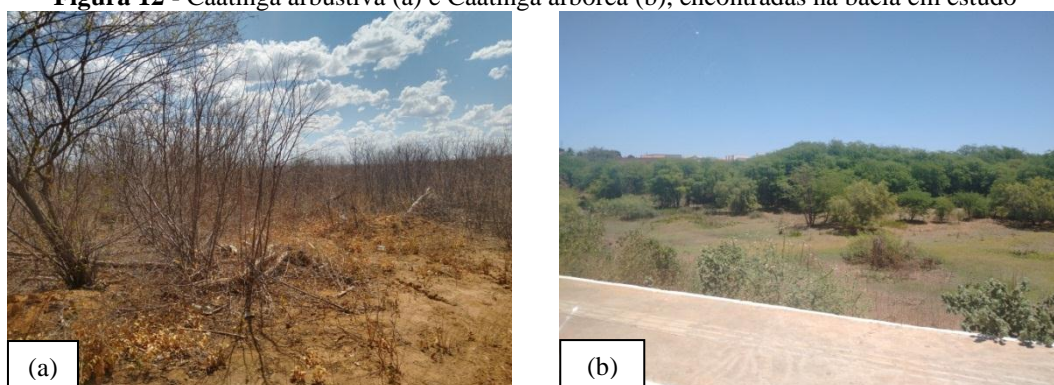 Figura 12 - Caatinga arbustiva (a) e Caatinga arbórea (b), encontradas na bacia em estudo
(a)
(b)